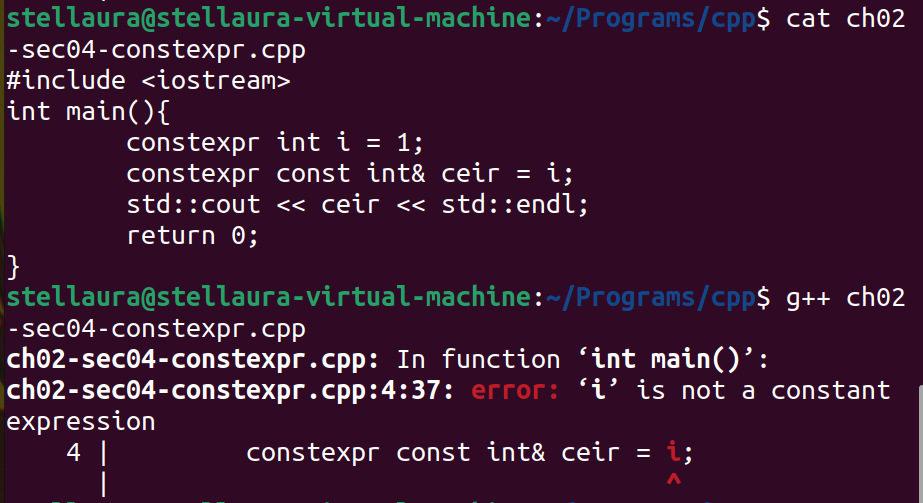 stellaura@stellaura-virtual-machine:~/Programs/cpp$ cat ch02
-sec04-constexpr.cpp
#include <iostream>
int main(){
        constexpr int i = 1;
        constexpr const int& ceir = i;
        std::cout << ceir << std::endl;
        return 0;
}
stellaura@stellaura-virtual-machine:~/Programs/cpp$ g++ ch02
-sec04-constexpr.cpp
ch02-sec04-constexpr.cpp: In function ‘int main()’:
ch02-sec04-constexpr.cpp:4:37: error: ‘i’ is not a constant
expression
    4 |         constexpr const int& ceir = i;
      |                                     ^